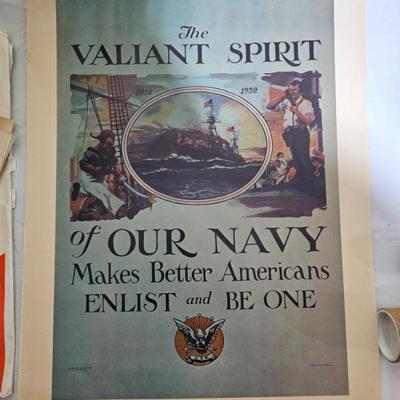 The
VALIANT SPIRIT
1812 1932
of OUR NAVY
Makes Better Americans
ENLIST and BE ONE